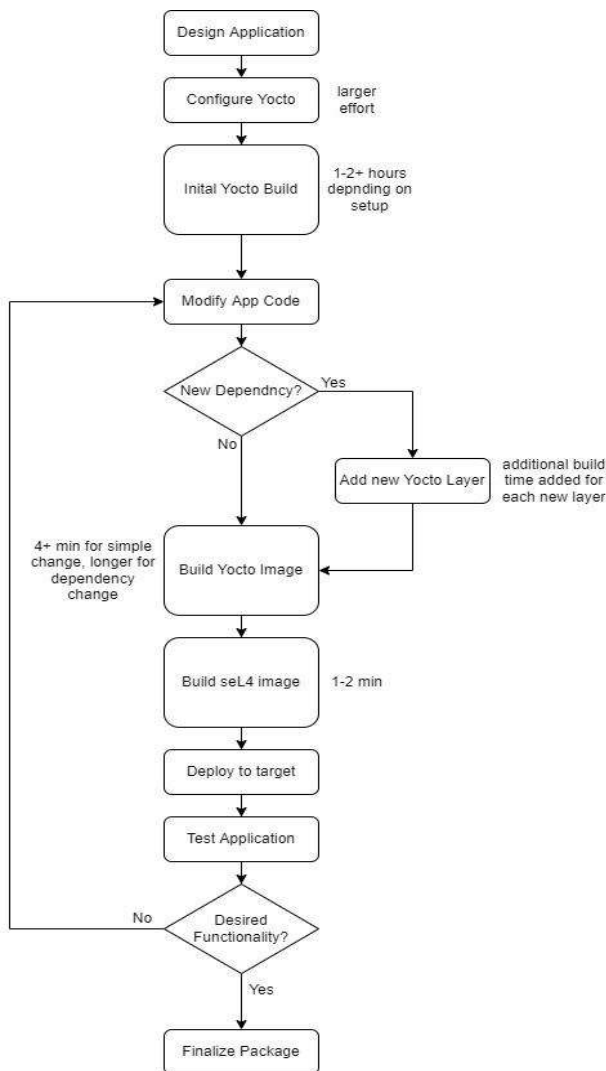 Design Application
Configure Yocto
larger
effort
Inital Yocto Build
1-2+ hours
depnding on
setup
Modify App Code
New Dependncy?
Yes
No
Add new Yocto Layer
additional build
time added for
each new layer
4+ min for simple
change, longer for
dependency
change
Build Yocto Image
Build seL4 image
1-2 min
Deploy to target
Test Application
No
Desired
Functionality?
Yes
Finalize Package